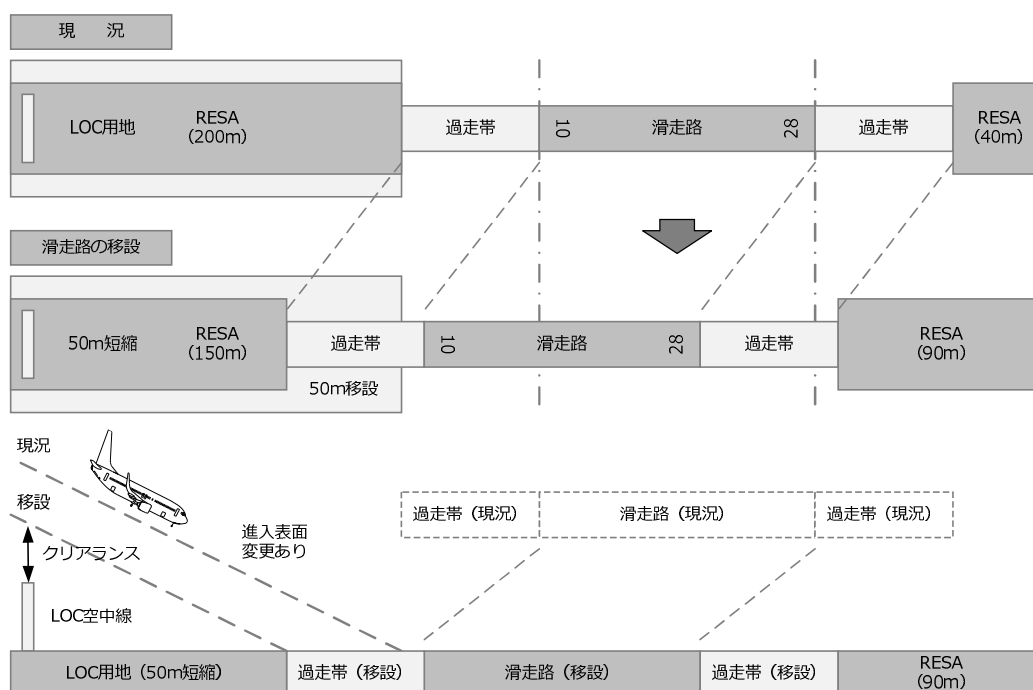 現　況
LOC用地
RESA
(200m)
過走帯
10
滑走路
28
過走帯
RESA
(40m)
滑走路の移設
50m短縮
RESA
(150m)
過走帯
10
滑走路
28
過走帯
RESA
(90m)
50m移設
現況
移設
クリアランス
進入表面
変更あり
過走帯（現況）
滑走路（現況）
過走帯（現況）
LOC空中線
LOC用地（50m短縮）
過走帯（移設）
滑走路（移設）
過走帯（移設）
RESA
(90m)